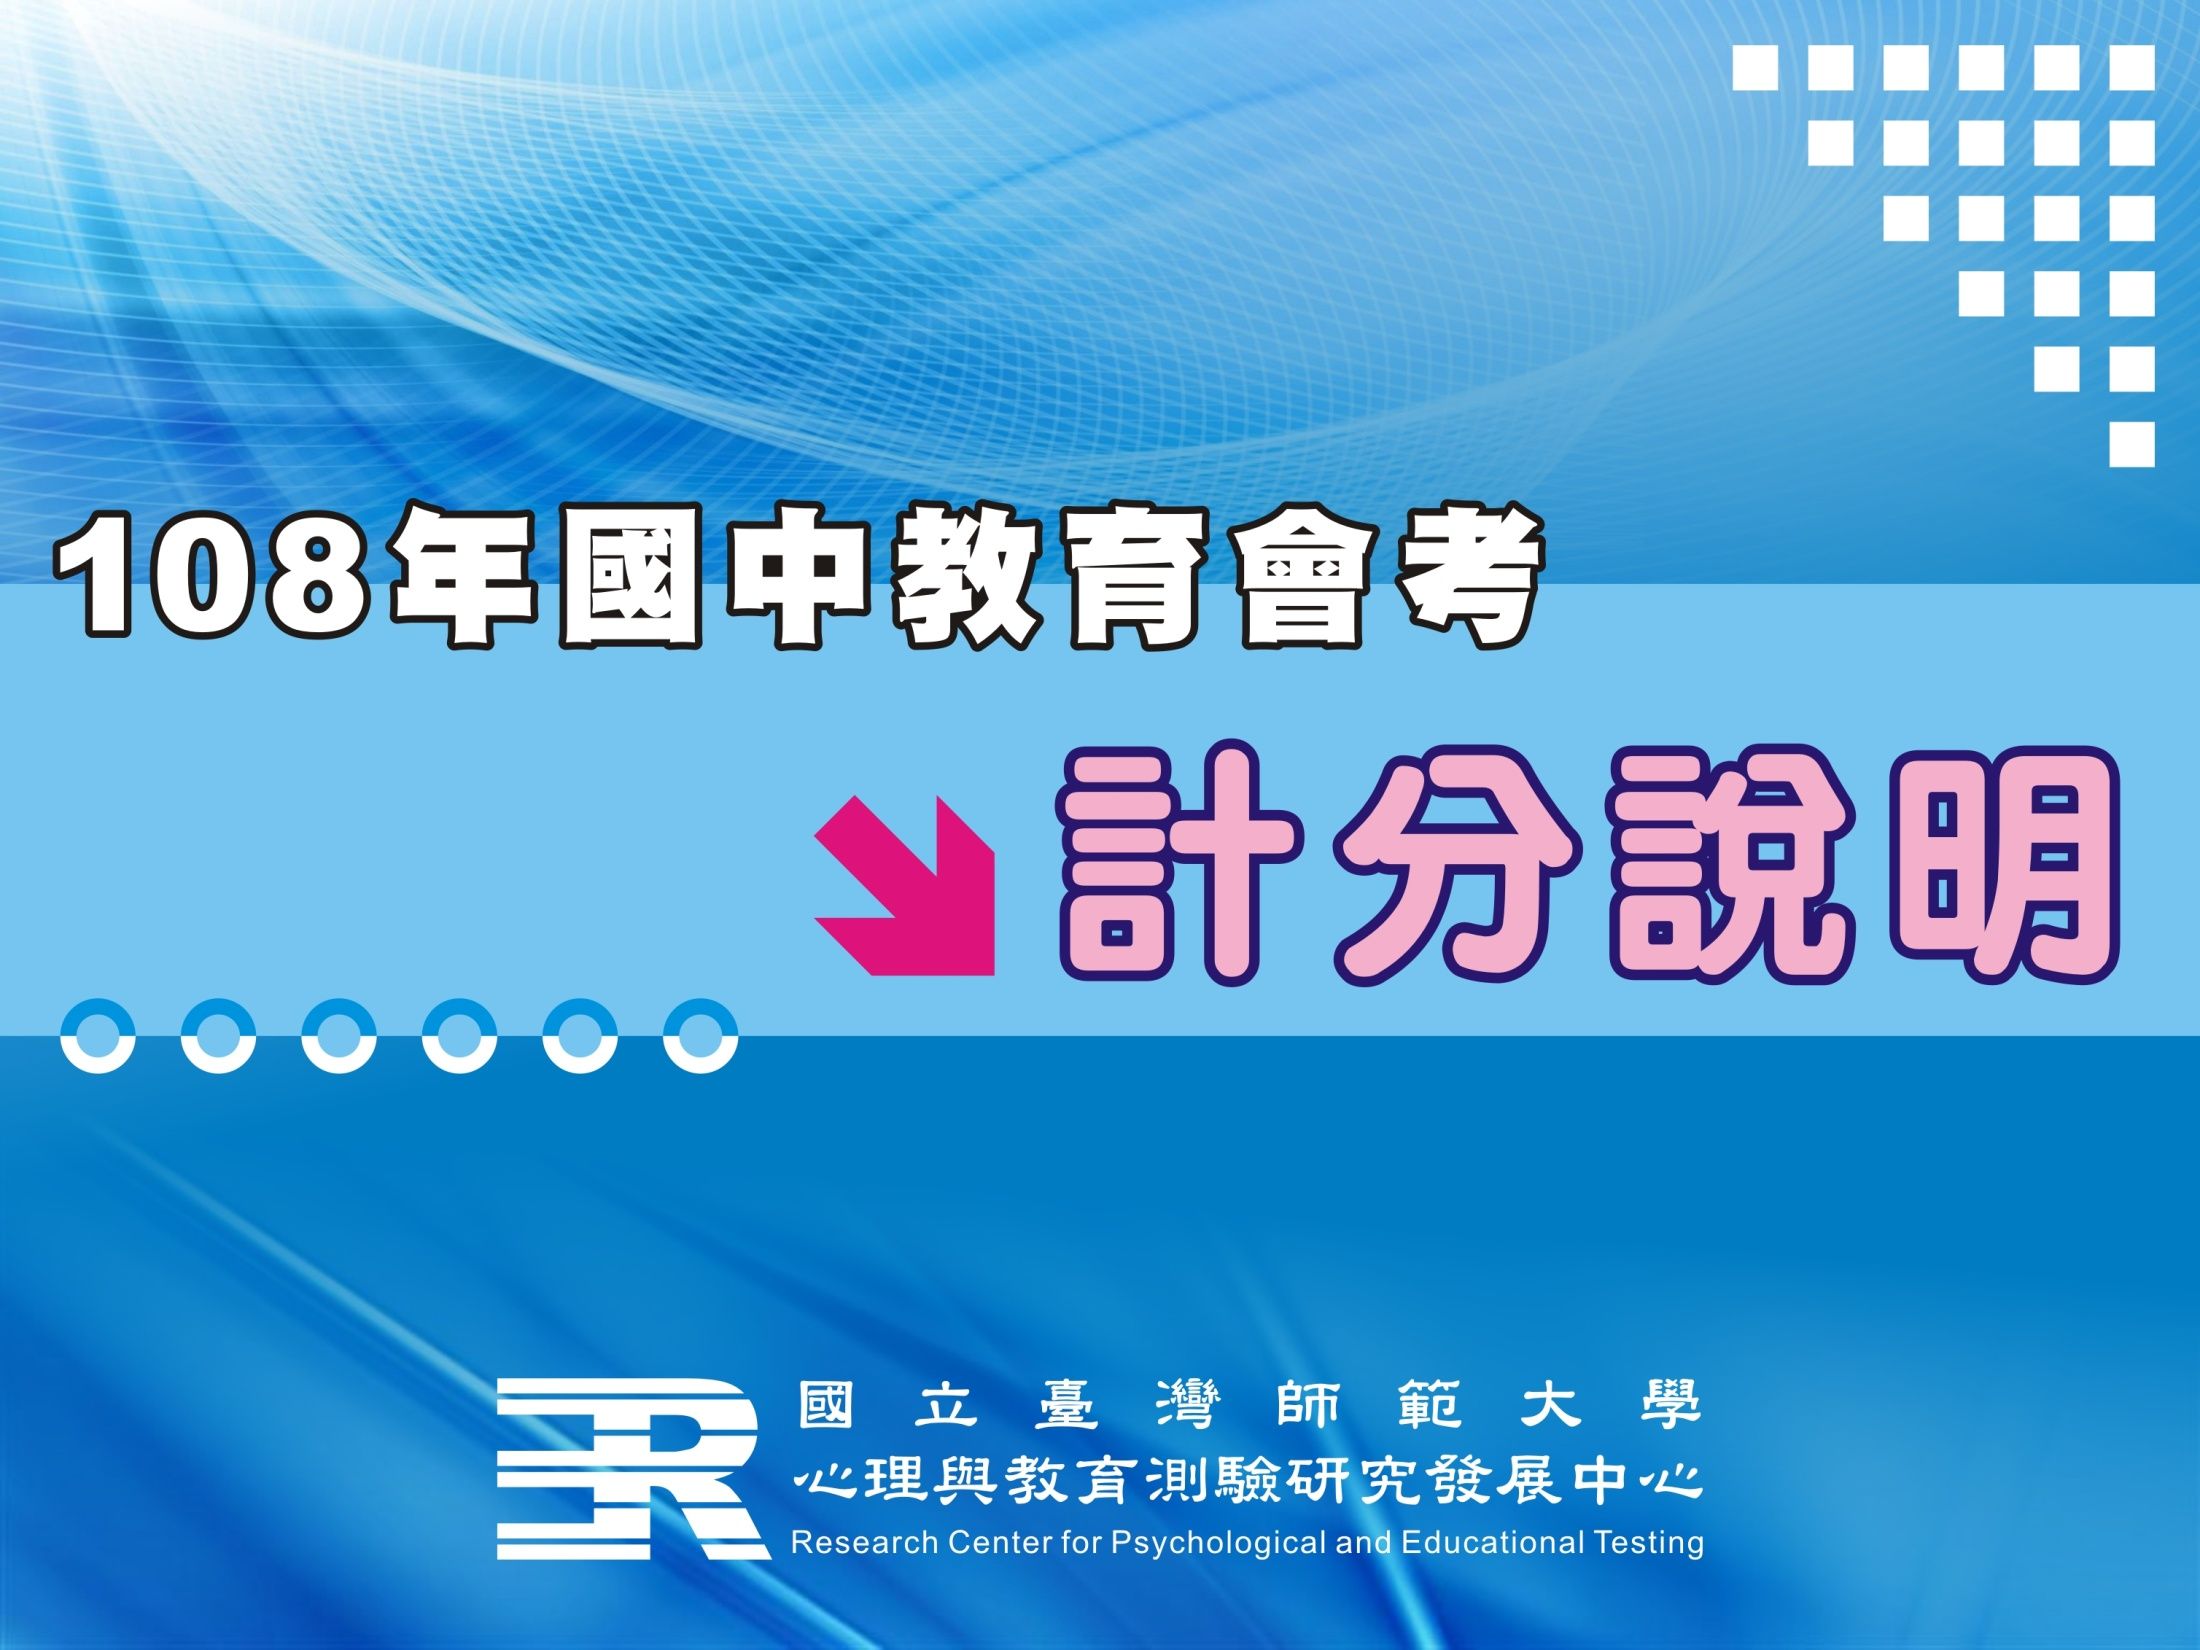 108年國中教育會考
計分說明
國立臺灣師範大學
心理與教育測驗研究發展中心
Research Center for Psychological and Educational Testing